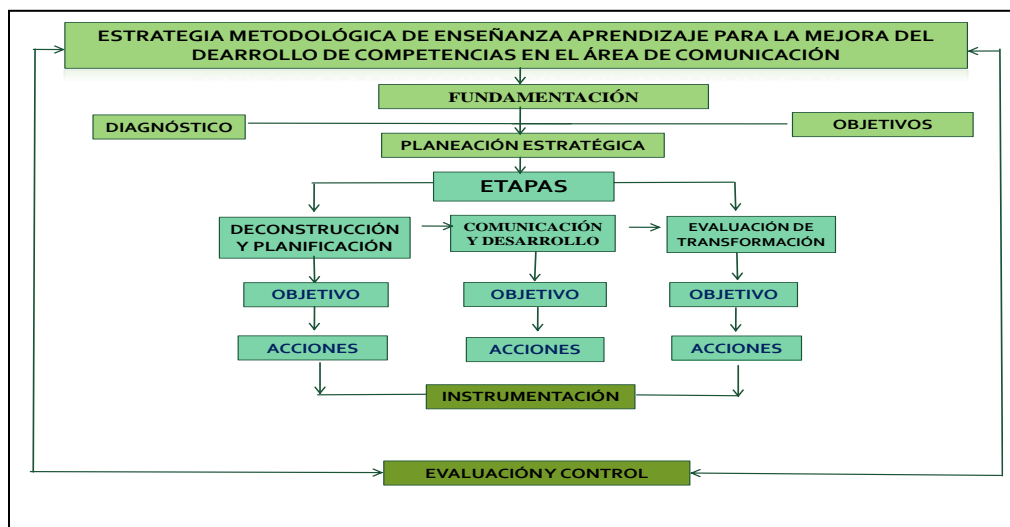 ESTRATEGIA METODOLÓGICA DE ENSEÑANZA APRENDIZAJE PARA LA MEJORA DEL
DEARROLLO DE COMPETENCIAS EN EL ÁREA DE COMUNICACIÓN
FUNDAMENTACIÓN
DIAGNÓSTICO
OBJETIVOS
PLANEACIÓN ESTRATÉGICA
ETAPAS
DECONSTRUCCIÓN
Y PLANIFICACIÓN
COMUNICACIÓN
Y DESARROLLO
EVALUACIÓN DE
TRANSFORMACIÓN
OBJETIVO
OBJETIVO
OBJETIVO
ACCIONES
ACCIONES
ACCIONES
INSTRUMENTACIÓN
EVALUACIÓN Y CONTROL